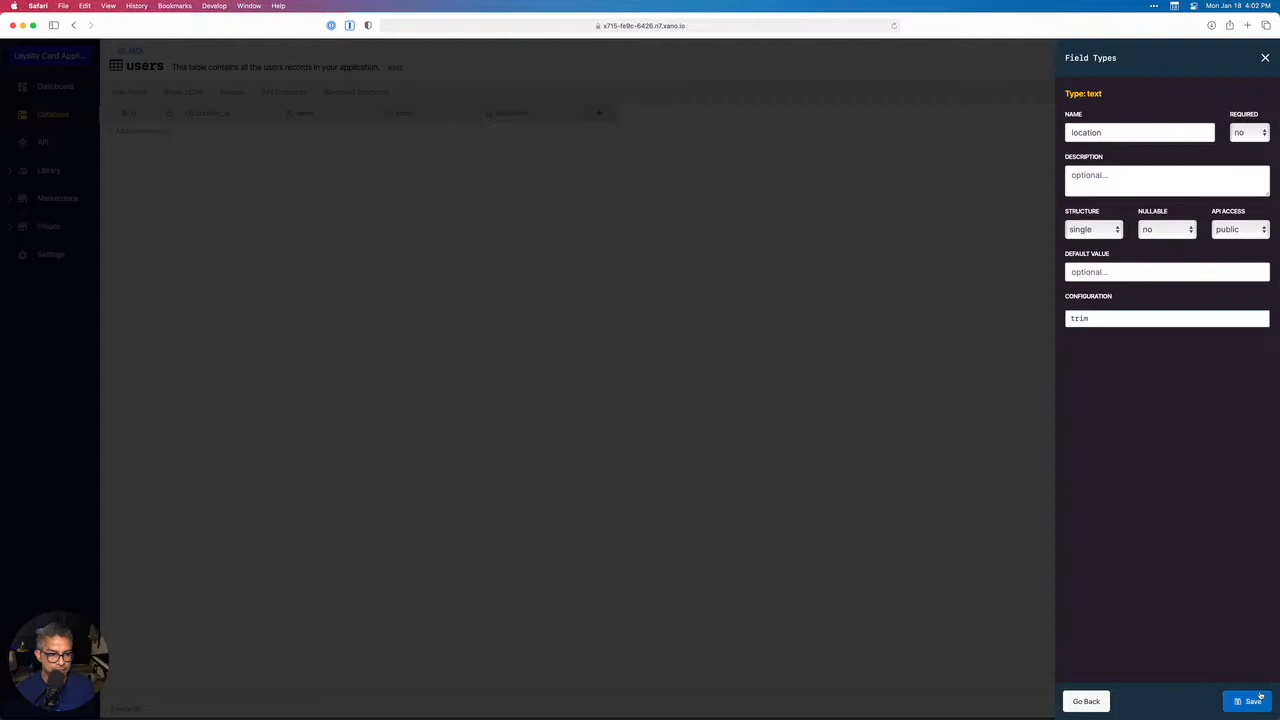 Safari File Edit View History Bookmarks Develop Window Help
Mon Jan 18 4:02 PM
x715-fe9c-6426.n7.xano.io
Loyalty Card Appli...
Dashboard
Database
API
Library
Marketplace
Private
Settings
users
This table contains all the users records in your application.
Field Types
Type: text
NAME
REQUIRED
location
no
DESCRIPTION
optional...
STRUCTURE
NULLABLE
API ACCESS
single
no
public
DEFAULT VALUE
optional...
CONFIGURATION
trim
Go Back
Save